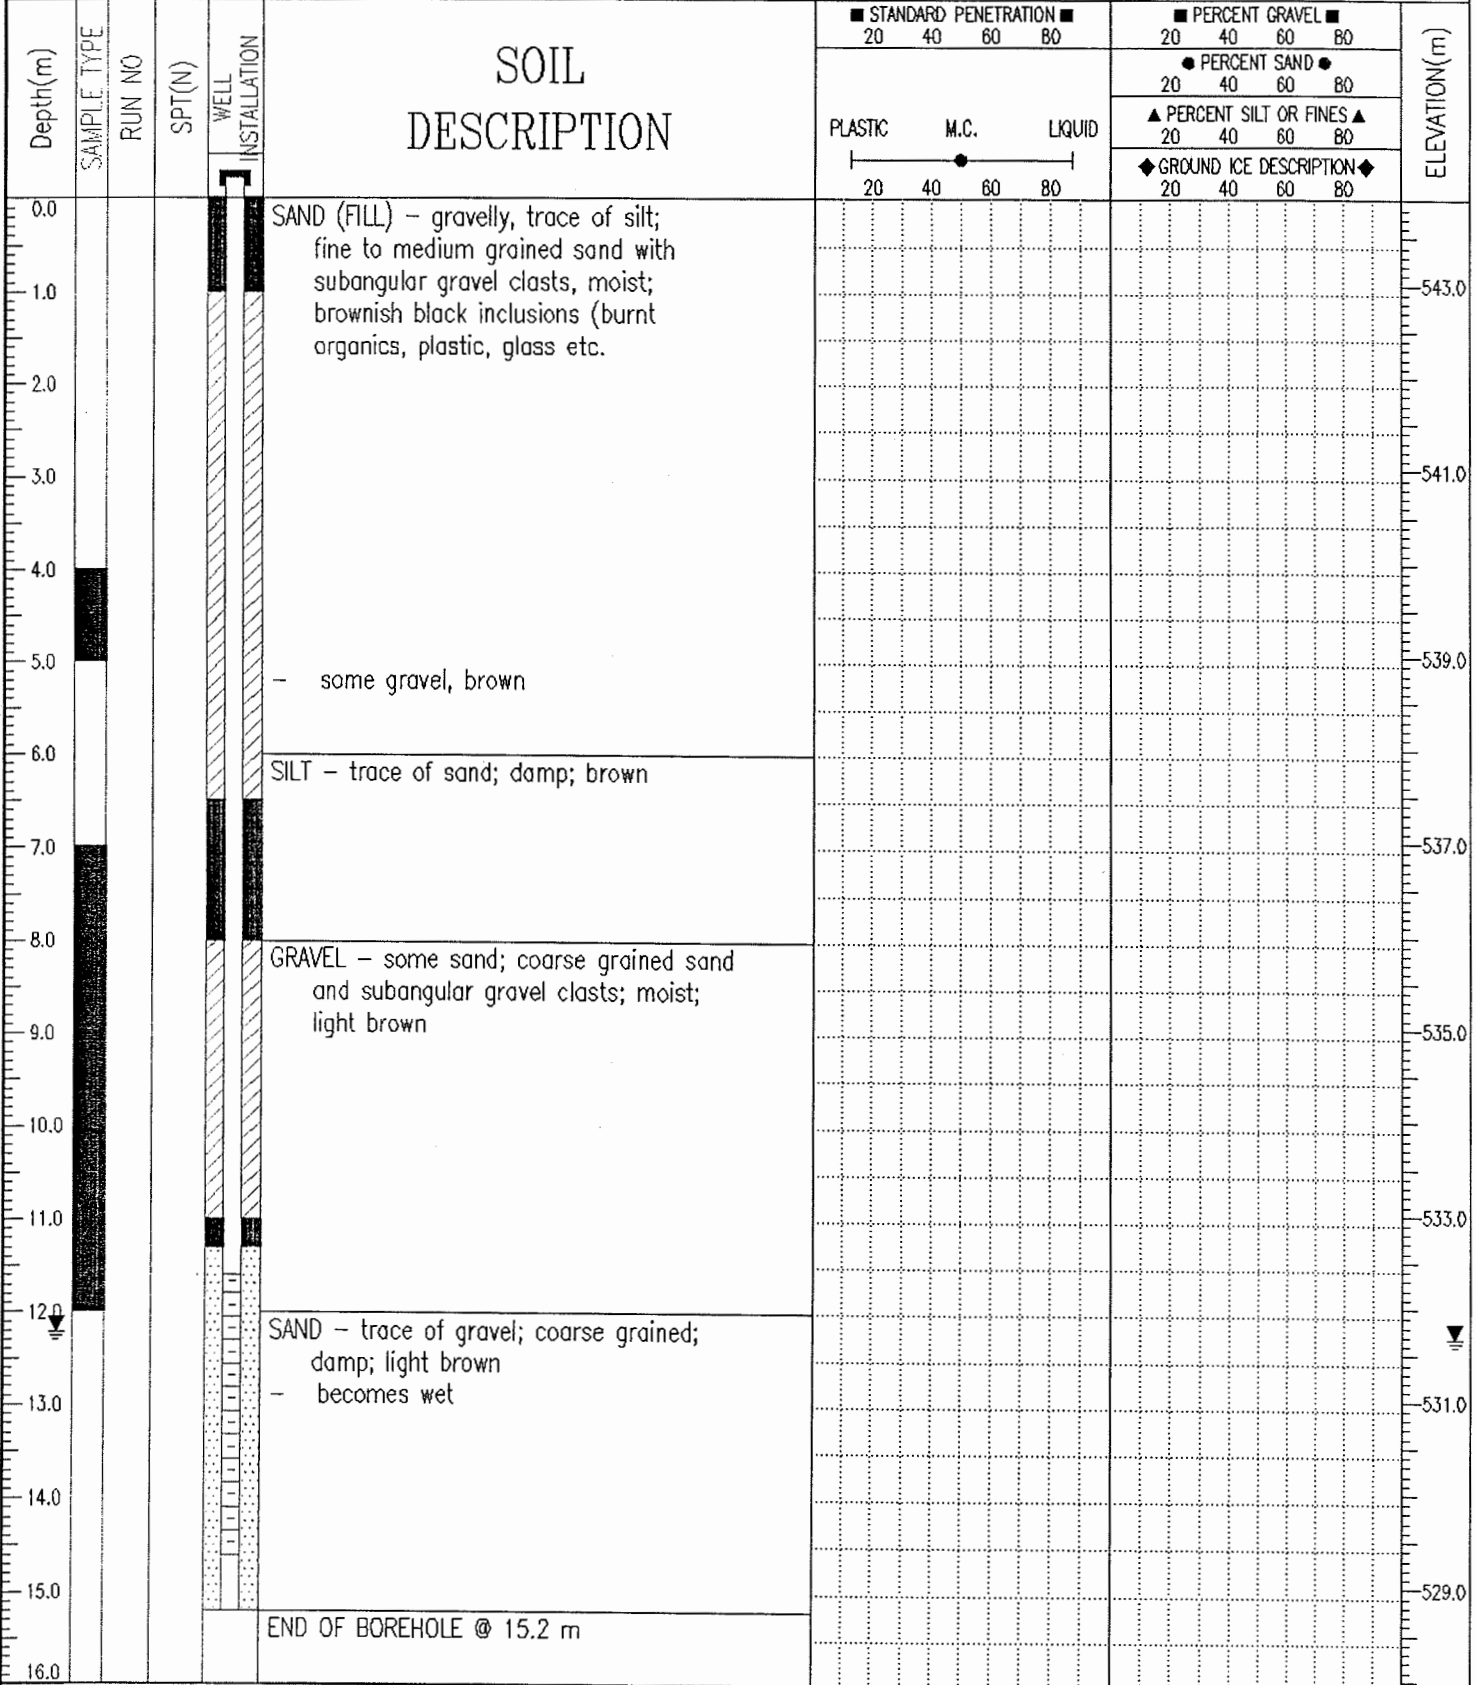 Depth(m)
SAMPLE TYPE
RUN NO
SPT(N)
WELL
INSTALLATION
SOIL
DESCRIPTION
■ STANDARD PENETRATION ■
20 40 60 80
PLASTIC M.C. LIQUID
20 40 60 80
■ PERCENT GRAVEL ■
20 40 60 80
● PERCENT SAND ●
20 40 60 80
▲ PERCENT SILT OR FINES ▲
20 40 60 80
◆ GROUND ICE DESCRIPTION ◆
20 40 60 80
ELEVATION(m)
0.0
SAND (FILL) – gravelly, trace of silt;
fine to medium grained sand with
subangular gravel clasts, moist;
1.0
543.0
brownish black inclusions (burnt
organics, plastic, glass etc.
2.0
3.0
541.0
4.0
5.0
539.0
– some gravel, brown
6.0
SILT – trace of sand; damp; brown
7.0
537.0
8.0
GRAVEL – some sand; coarse grained sand
and subangular gravel clasts; moist;
light brown
9.0
535.0
10.0
11.0
533.0
12.0
SAND – trace of gravel; coarse grained;
damp; light brown
– becomes wet
13.0
531.0
14.0
15.0
529.0
END OF BOREHOLE @ 15.2 m
16.0